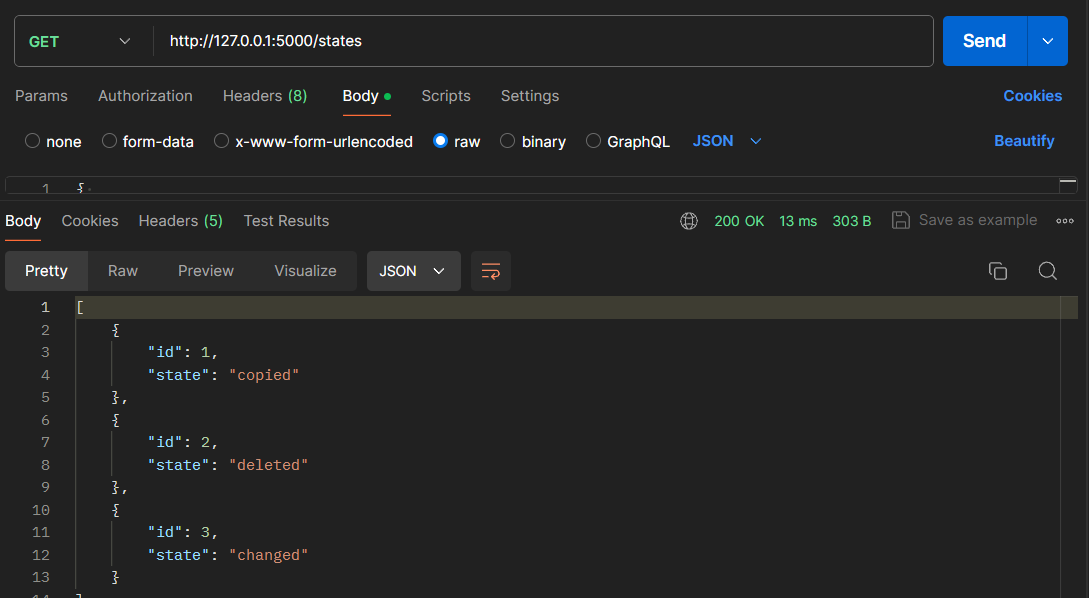 GET http://127.0.0.1:5000/states Send
Params Authorization Headers (8) Body Scripts Settings Cookies
none form-data x-www-form-urlencoded raw binary GraphQL JSON Beautify
1 {
Body Cookies Headers (5) Test Results 200 OK 13 ms 303 B Save as example
Pretty Raw Preview Visualize JSON
1 [
2 {
3 "id": 1,
4 "state": "copied"
5 },
6 {
7 "id": 2,
8 "state": "deleted"
9 },
10 {
11 "id": 3,
12 "state": "changed"
13 }